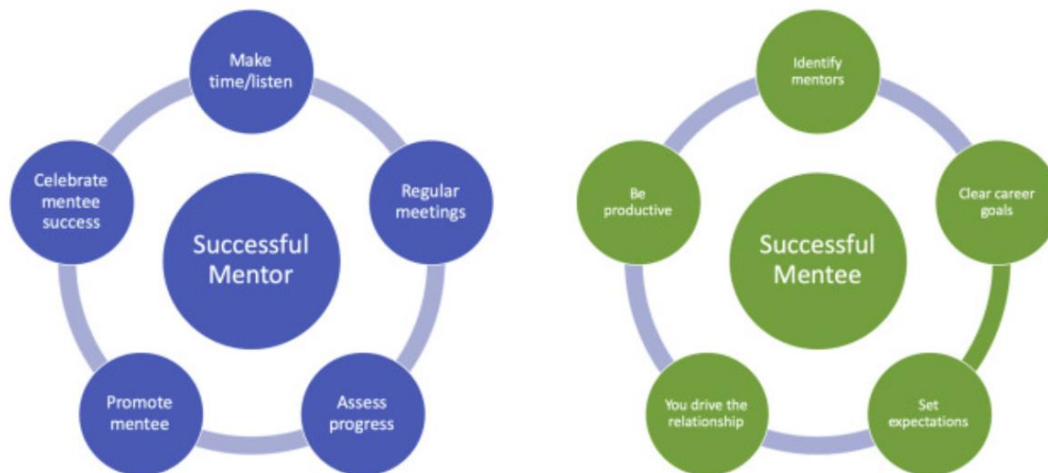 Successful
Mentor
Make
time/listen
Regular
meetings
Assess
progress
Promote
mentee
Celebrate
mentee
success
Successful
Mentee
Identify
mentors
Clear career
goals
Set
expectations
You drive the
relationship
Be
productive